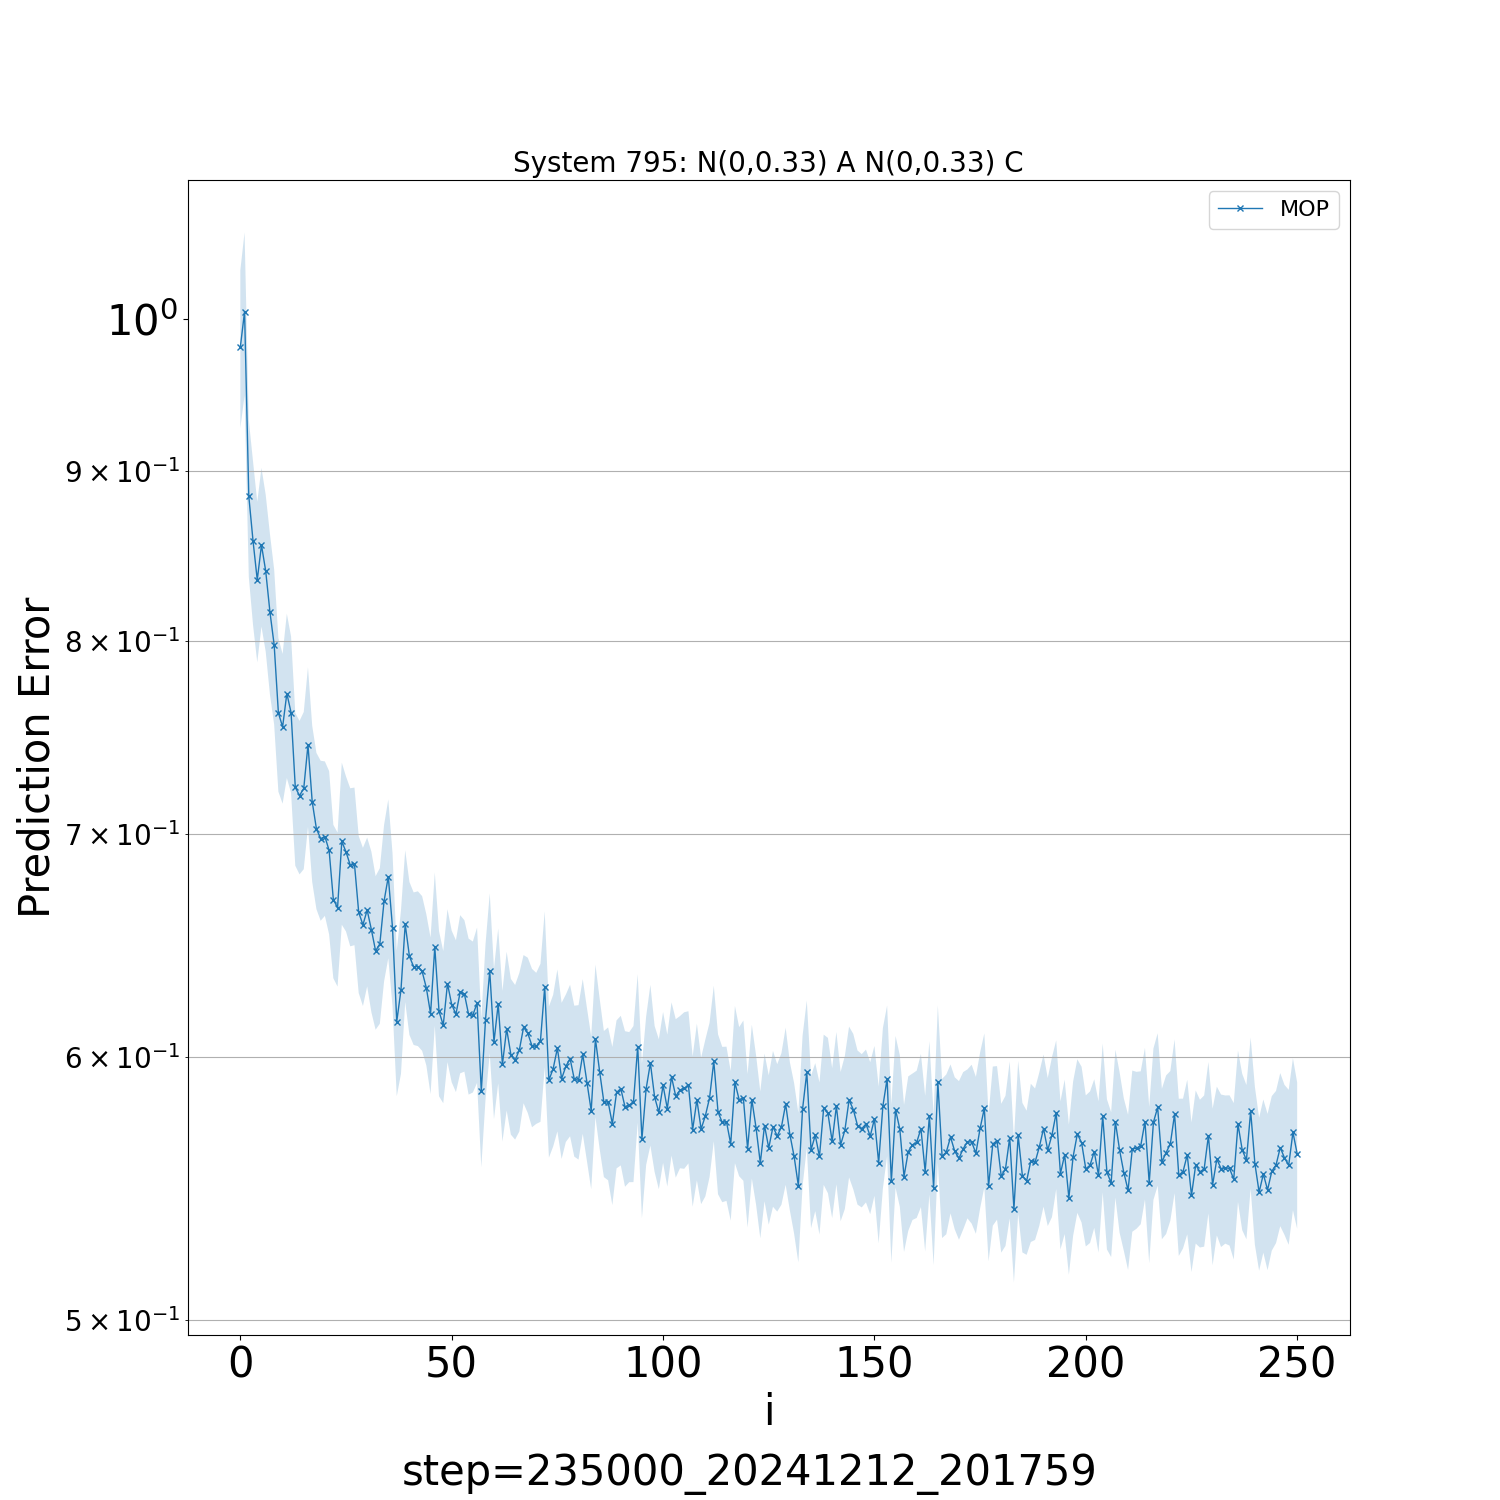 System 795: N(0,0.33) A N(0,0.33) C
MOP
10⁰
9 × 10⁻¹
8 × 10⁻¹
7 × 10⁻¹
6 × 10⁻¹
5 × 10⁻¹
Prediction Error
0 50 100 150 200 250
i
step=235000_20241212_201759